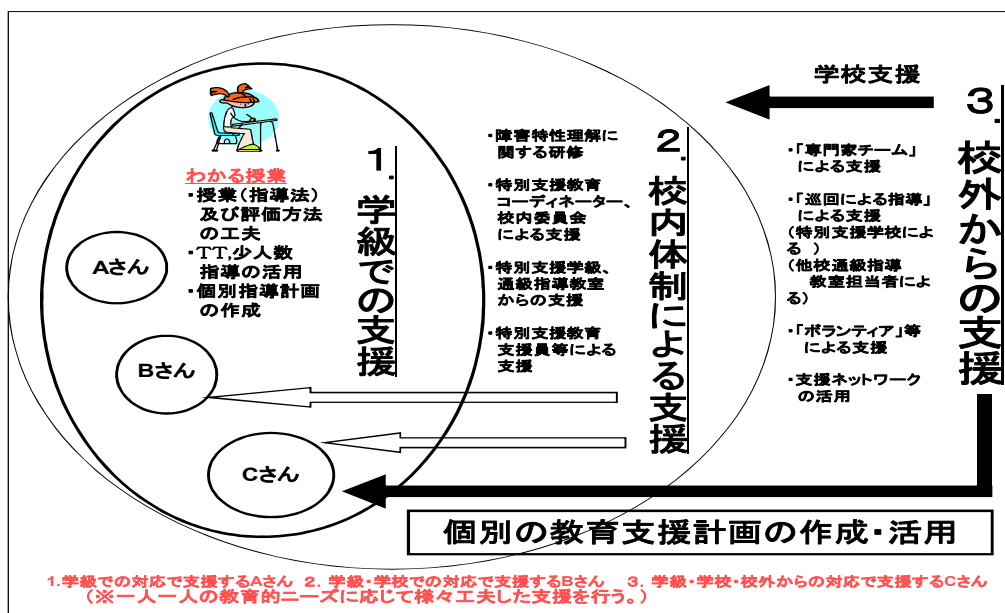 わかる授業
・授業(指導法)
及び評価方法
の工夫
・TT,少人数
指導の活用
・個別指導計画
の作成
Aさん
Bさん
Cさん
1.学級での支援
・障害特性理解に
関する研修
・特別支援教育
コーディネーター、
校内委員会
による支援
・特別支援学級、
通級指導教室
からの支援
・特別支援教育
支援員等による
支援
2.校内体制による支援
学校支援
・「専門家チーム」
による支援
・「巡回による指導」
による支援
(特別支援学校によ
る )
(他校通級指導
教室担当者によ
る)
・「ボランティア」等
による支援
・支援ネットワーク
の活用
3.校外からの支援
個別の教育支援計画の作成・活用
1.学級での対応で支援するAさん 2. 学級・学校での対応で支援するBさん 3. 学級・学校・校外からの対応で支援するCさん
(※一人一人の教育的ニーズに応じて様々工夫した支援を行う。)